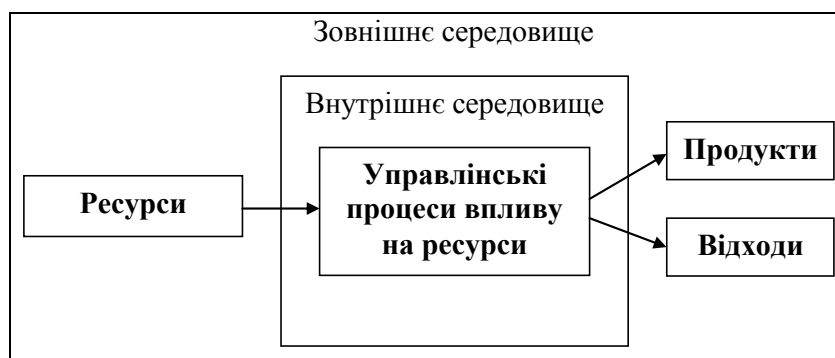 Зовнішнє середовище
Внутрішнє середовище
Ресурси
Управлінські
процеси впливу
на ресурси
Продукти
Відходи